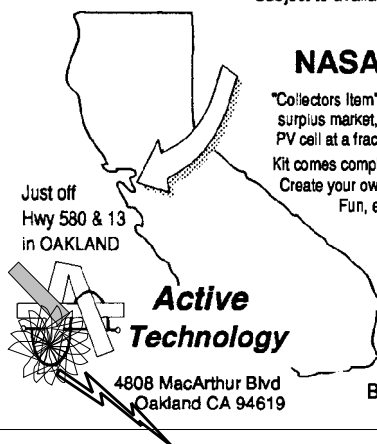 NASA
"Collectors Item"
surplus market,
PV cell at a frac
Kit comes comp
Create your ow
Fun, e
Just off
Hwy 580 & 13
in OAKLAND
Active
Technology
4808 MacArthur Blvd
Oakland CA 94619
B